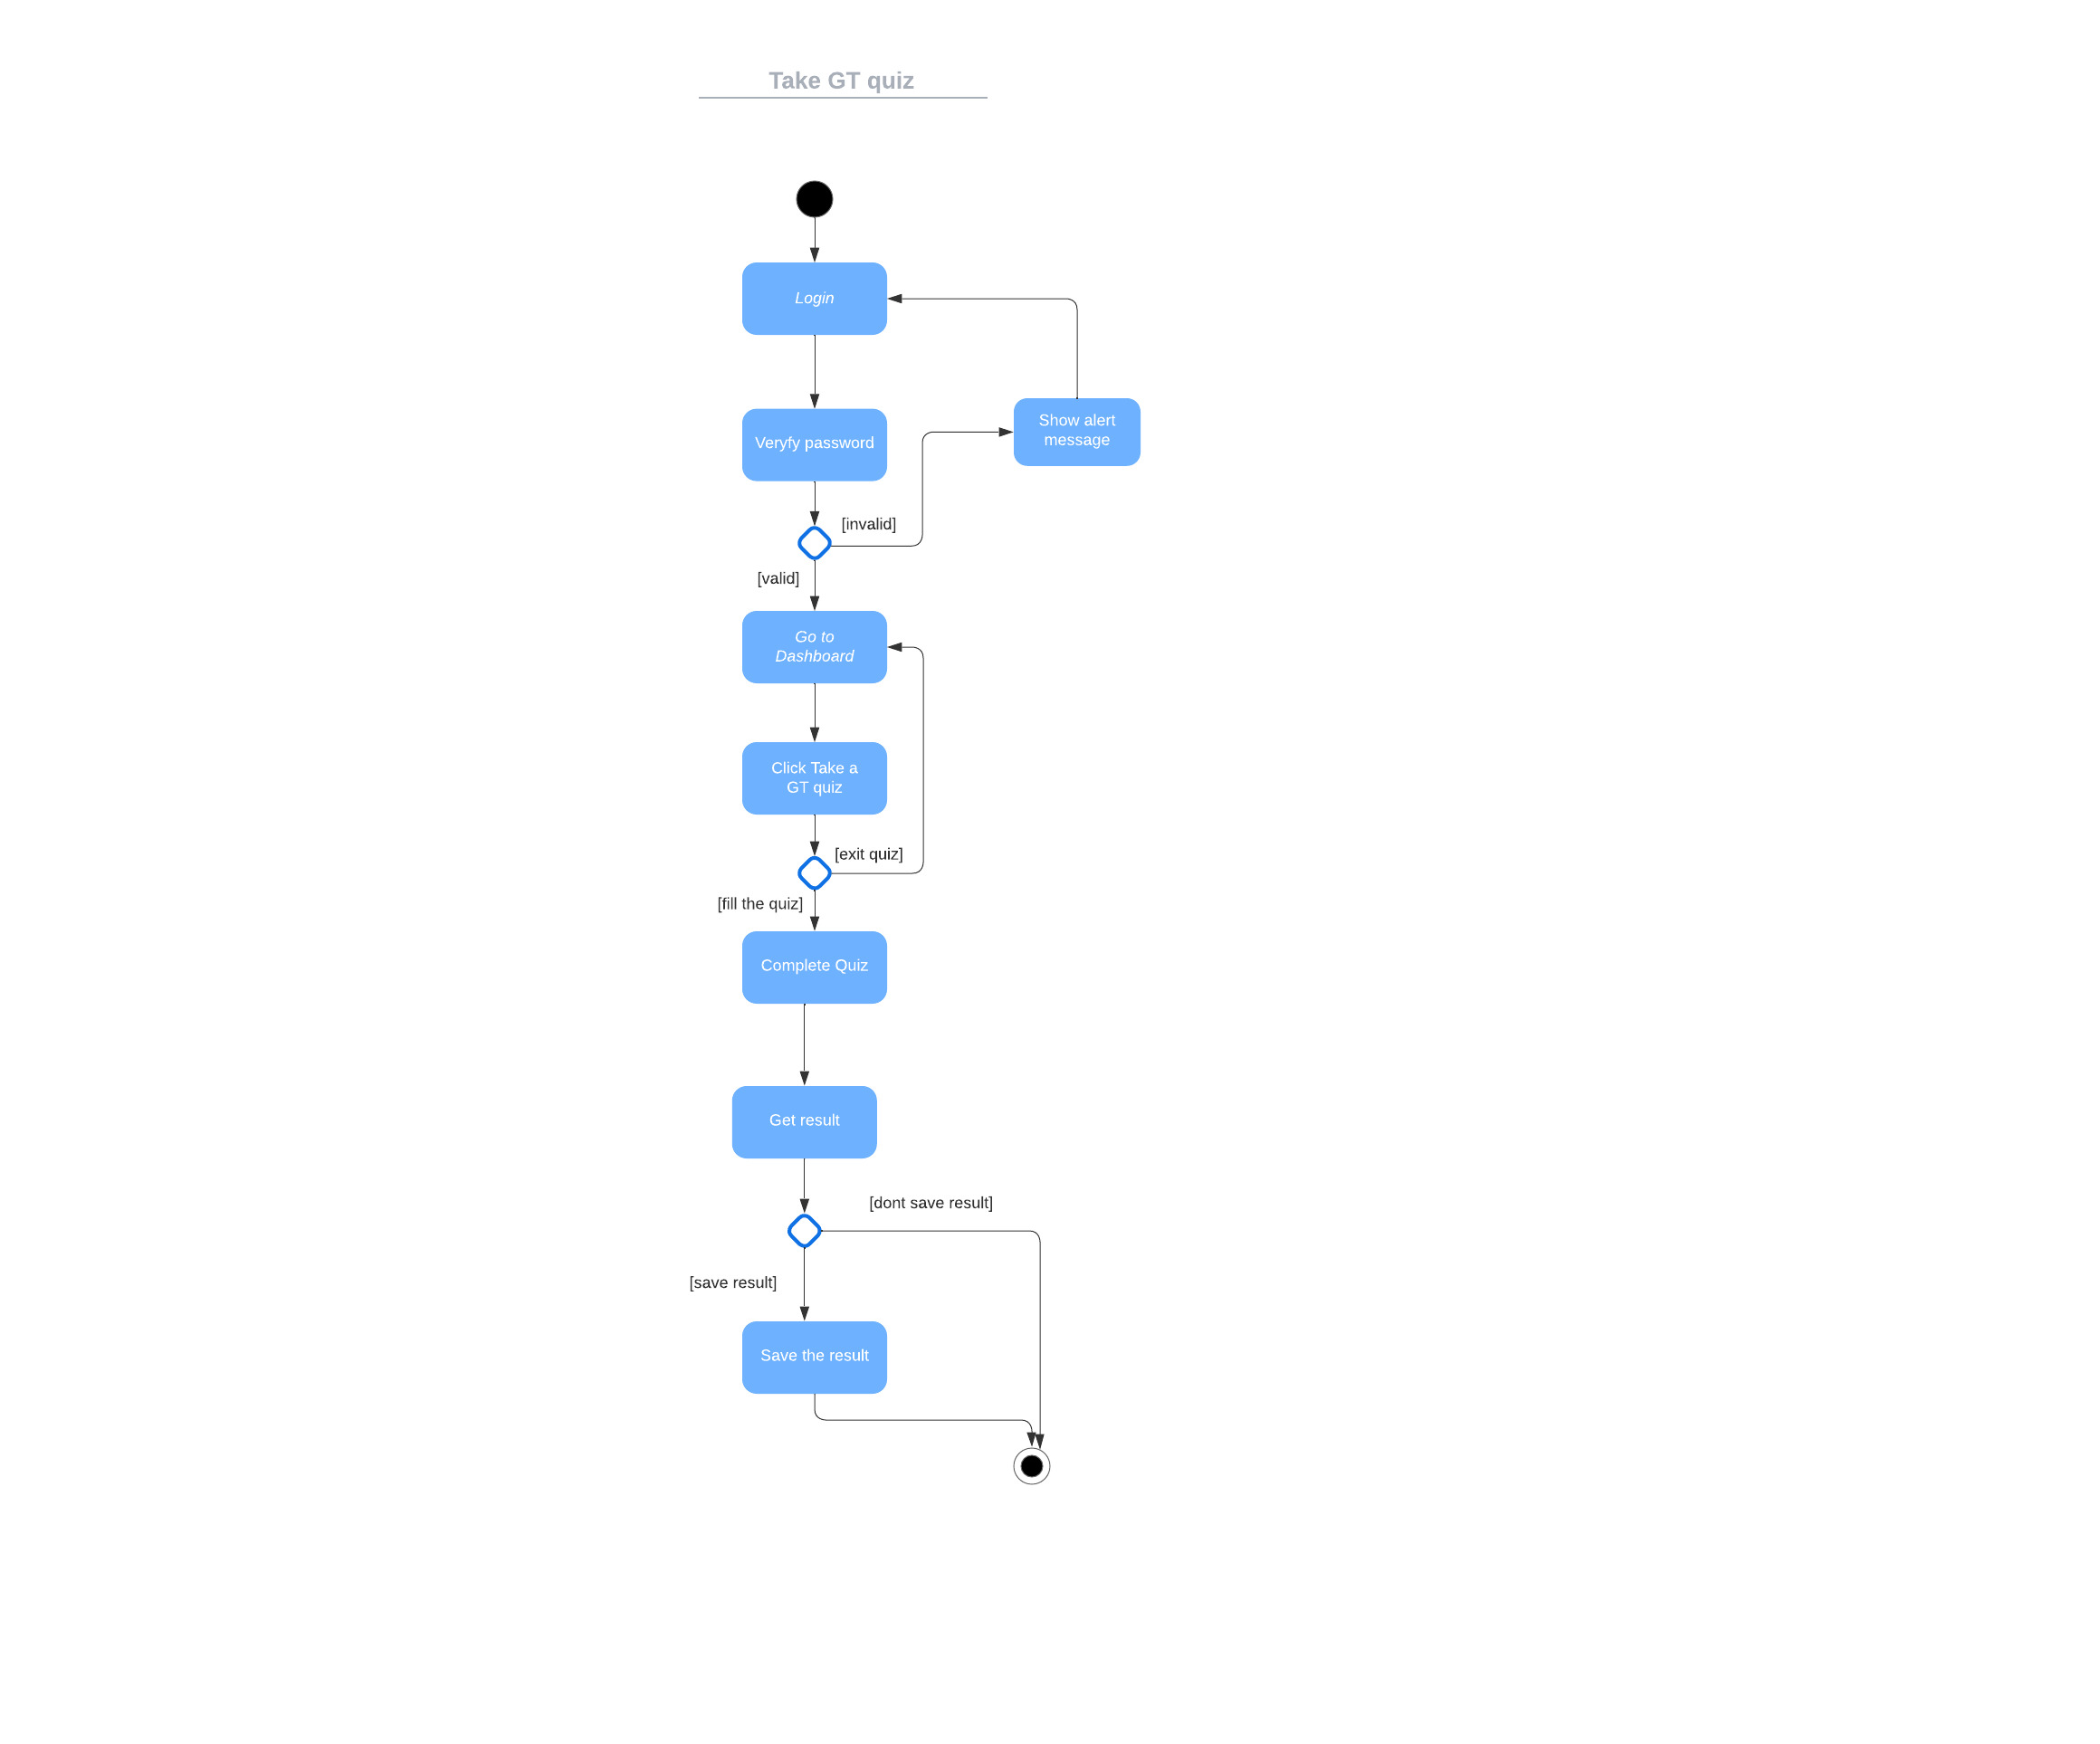 Take GT quiz
Login
Show alert
message
Veryfy password
[invalid]
[valid]
Go to
Dashboard
Click Take a
GT quiz
[exit quiz]
[fill the quiz]
Complete Quiz
Get result
[dont save result]
[save result]
Save the result